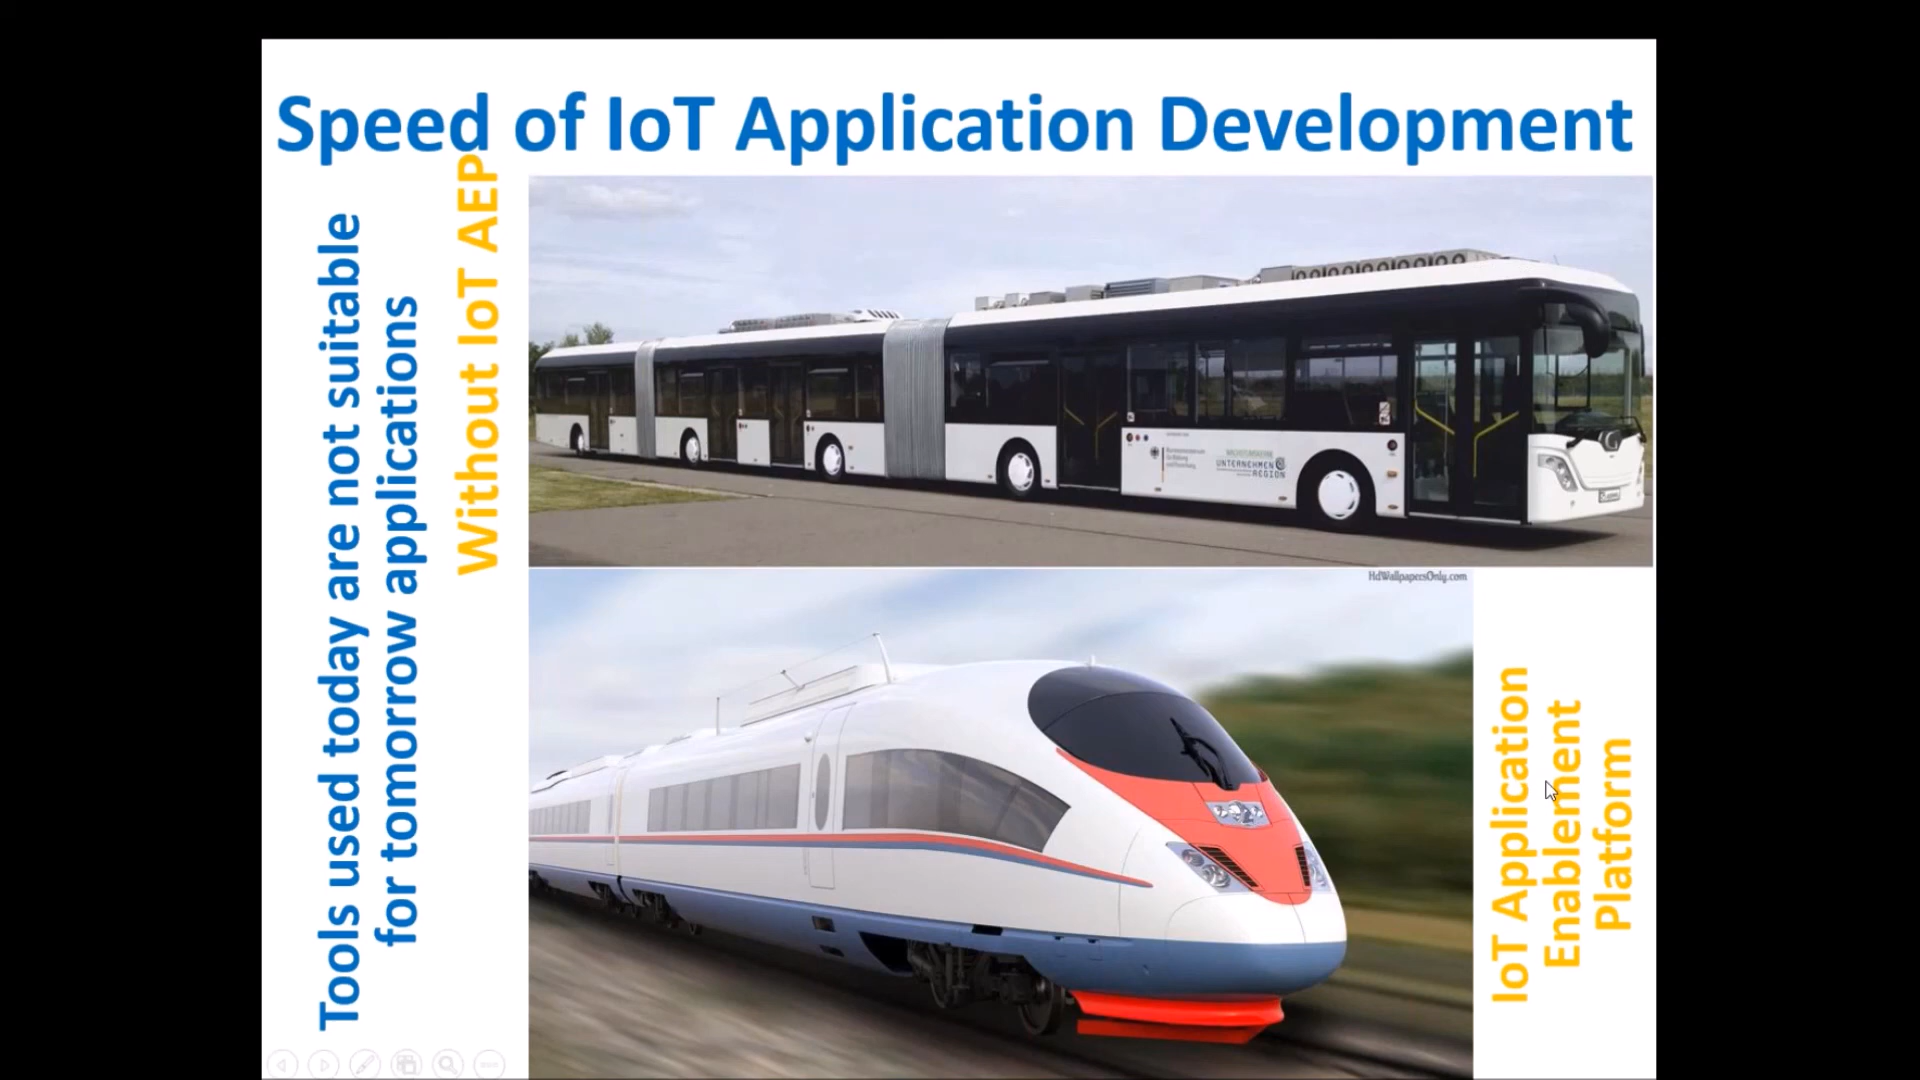 Speed of IoT Application Development
Tools used today are not suitable
for tomorrow applications
Without IoT AEP
UNTERNEHMEN
REGION
HdWallpapersOnly.com
IoT Application
Enablement
Platform